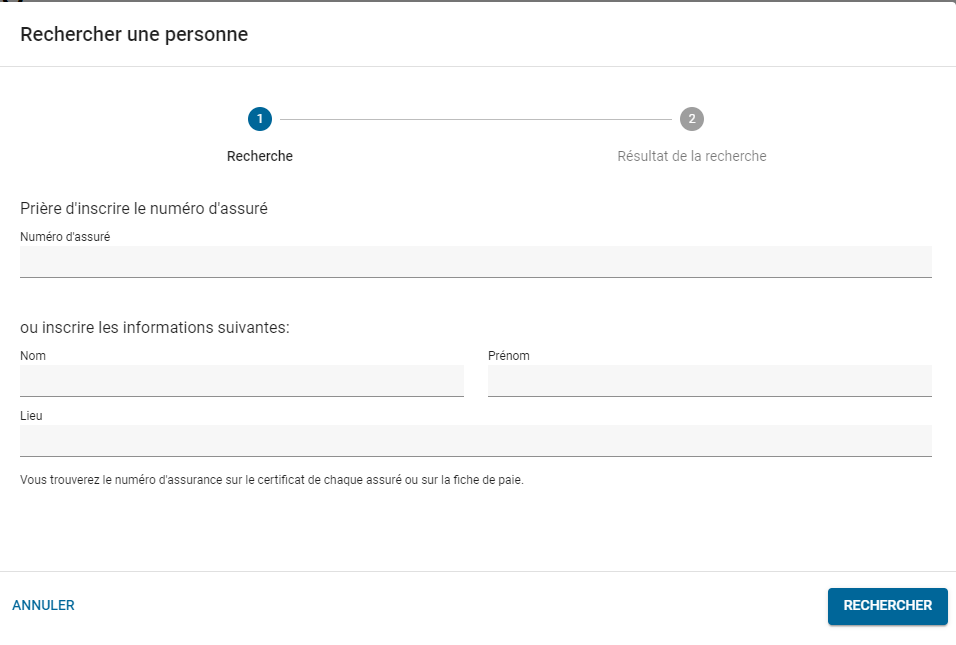 Rechercher une personne
1
2
Recherche
Résultat de la recherche
Prière d'inscrire le numéro d'assuré
Numéro d'assuré
ou inscrire les informations suivantes:
Nom
Prénom
Lieu
Vous trouverez le numéro d'assurance sur le certificat de chaque assuré ou sur la fiche de paie.
ANNULER
RECHERCHER